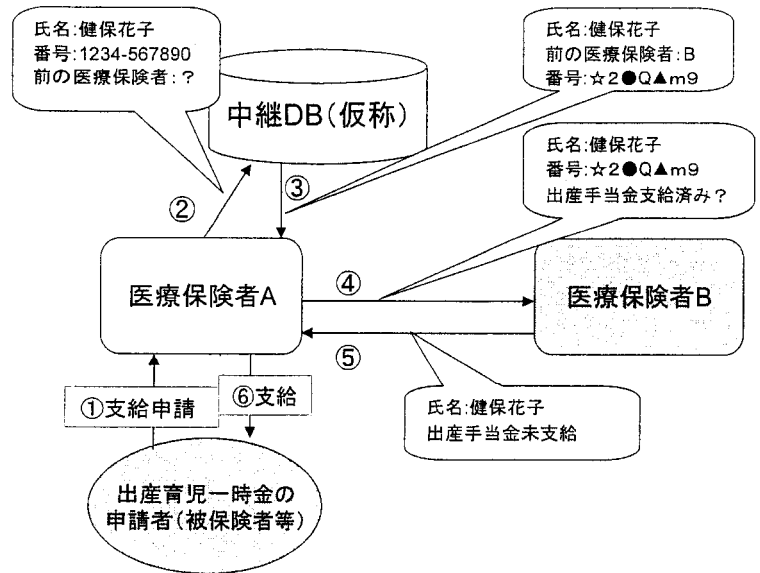 氏名:健保花子
番号:1234-567890
前の医療保険者:?
中継DB(仮称)
氏名:健保花子
前の医療保険者:B
番号:☆2●Q▲m9
氏名:健保花子
番号:☆2●Q▲m9
出産手当金支給済み?
②
③
医療保険者A
④
医療保険者B
⑤
①支給申請
⑥支給
氏名:健保花子
出産手当金未支給
出産育児一時金の
申請者(被保険者等)